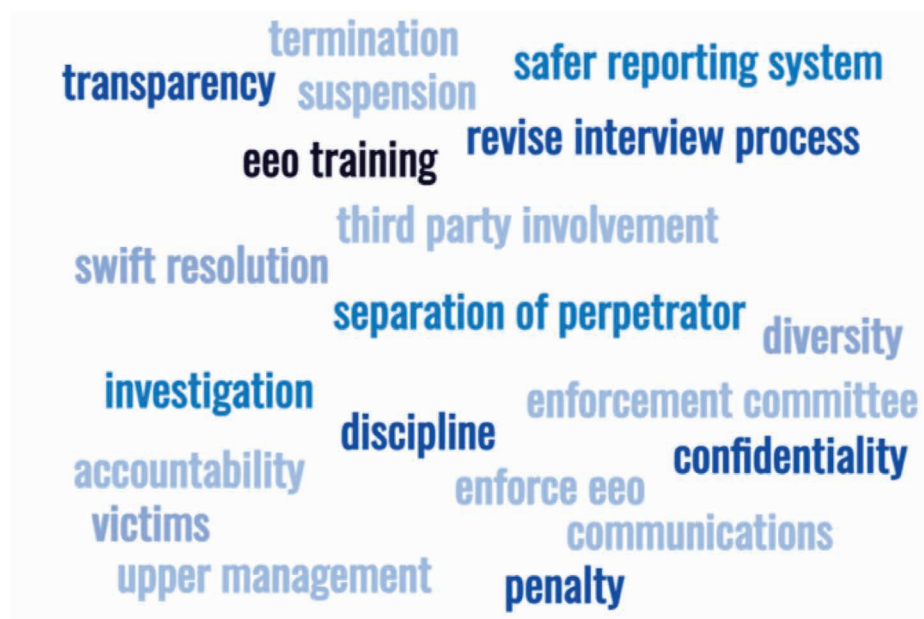 termination
safer reporting system
transparency
suspension
revise interview process
eeo training
third party involvement
swift resolution
separation of perpetrator
diversity
investigation
enforcement committee
discipline
confidentiality
accountability
enforce eeo
victims
communications
upper management
penalty